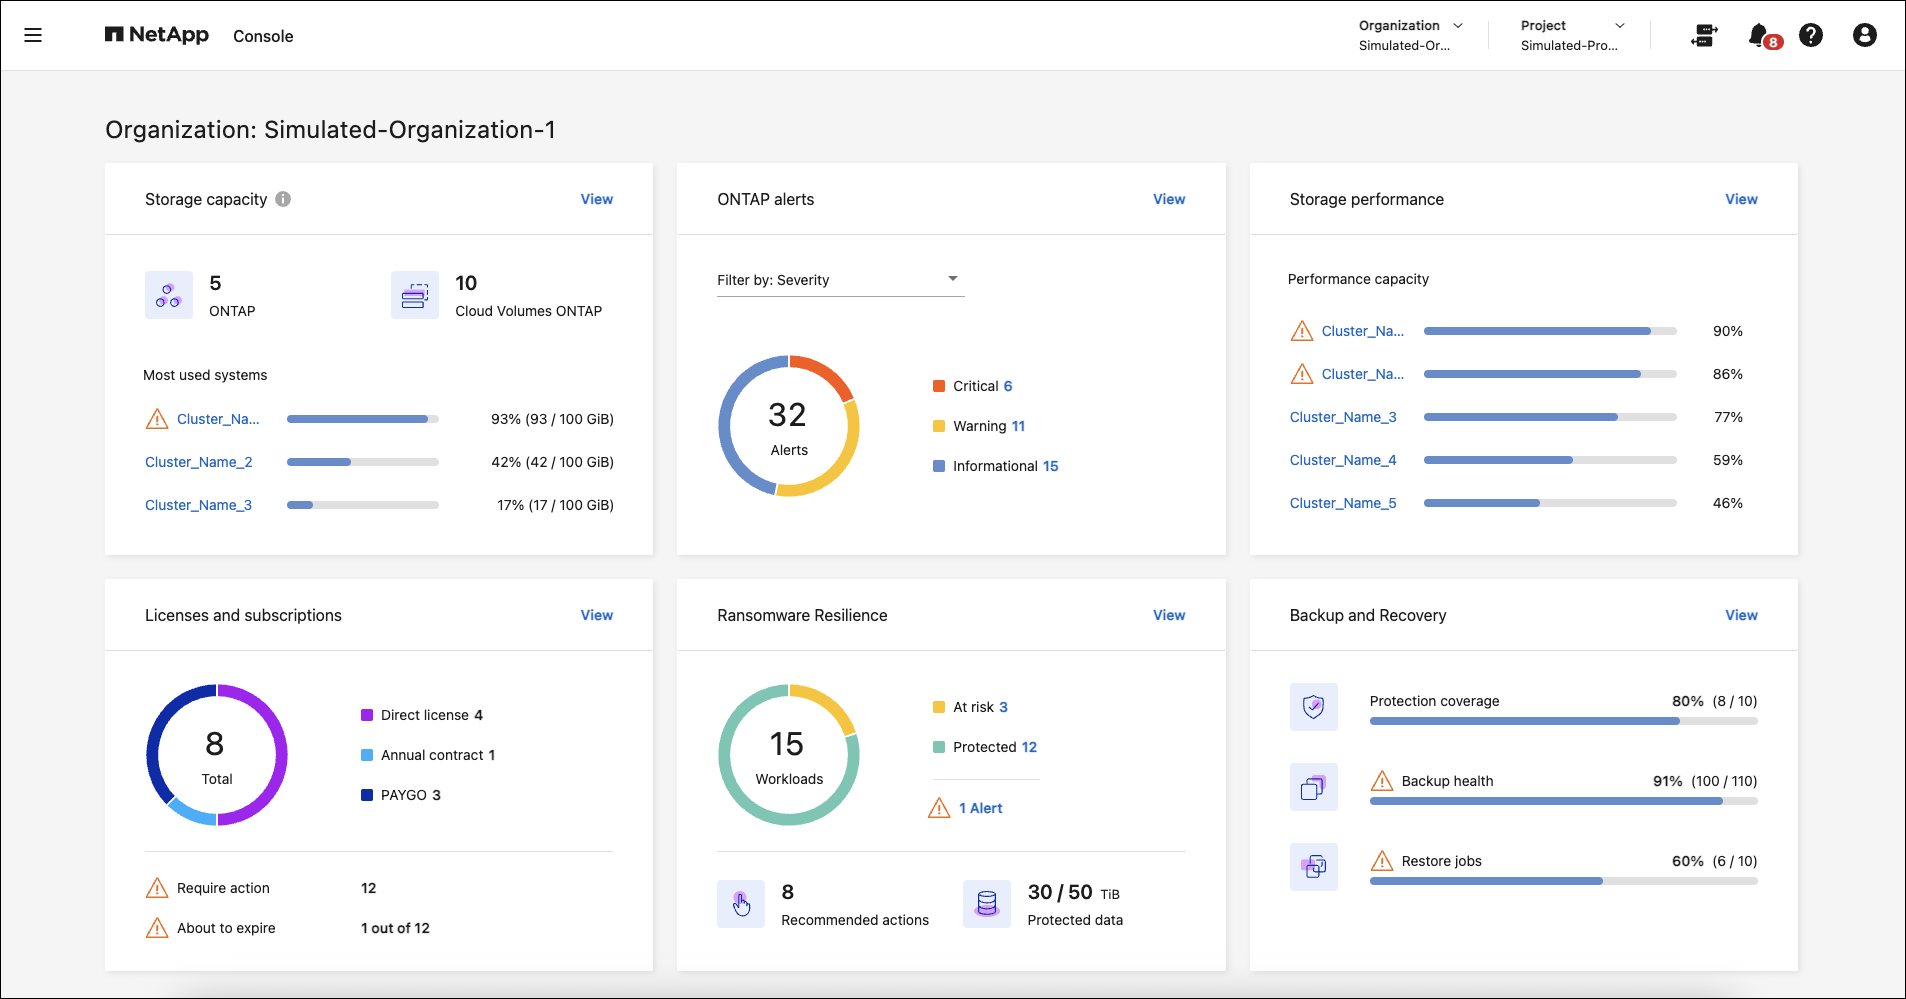 NetApp Console
Organization
Simulated-Or...
Project
Simulated-Pro...
8
Organization: Simulated-Organization-1
Storage capacity
View
5
ONTAP
10
Cloud Volumes ONTAP
Most used systems
Cluster_Na... 93% (93 / 100 GiB)
Cluster_Name_2 42% (42 / 100 GiB)
Cluster_Name_3 17% (17 / 100 GiB)
ONTAP alerts
View
Filter by: Severity
32
Alerts
Critical 6
Warning 11
Informational 15
Storage performance
View
Performance capacity
Cluster_Na... 90%
Cluster_Na... 86%
Cluster_Name_3 77%
Cluster_Name_4 59%
Cluster_Name_5 46%
Licenses and subscriptions
View
8
Total
Direct license 4
Annual contract 1
PAYGO 3
Require action 12
About to expire 1 out of 12
Ransomware Resilience
View
15
Workloads
At risk 3
Protected 12
1 Alert
8
Recommended actions
30 / 50 TiB
Protected data
Backup and Recovery
View
Protection coverage 80% (8 / 10)
Backup health 91% (100 / 110)
Restore jobs 60% (6 / 10)